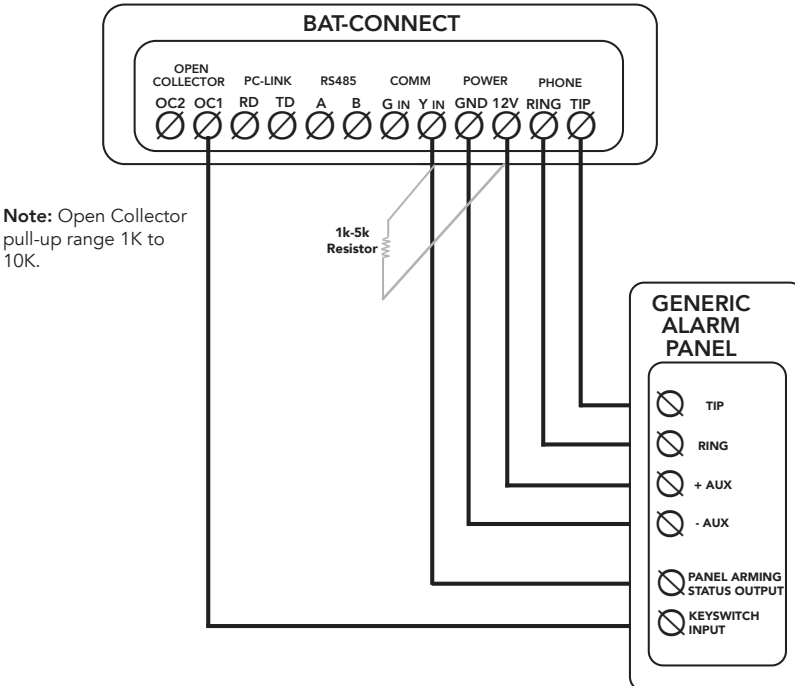 BAT-CONNECT
OPEN
COLLECTOR PC-LINK RS485 COMM POWER PHONE
OC2 OC1 RD TD A B G IN Y IN GND 12V RING TIP
Note: Open Collector
pull-up range 1K to
10K.
1k-5k
Resistor
GENERIC
ALARM
PANEL
TIP
RING
+ AUX
- AUX
PANEL ARMING
STATUS OUTPUT
KEYSWITCH
INPUT